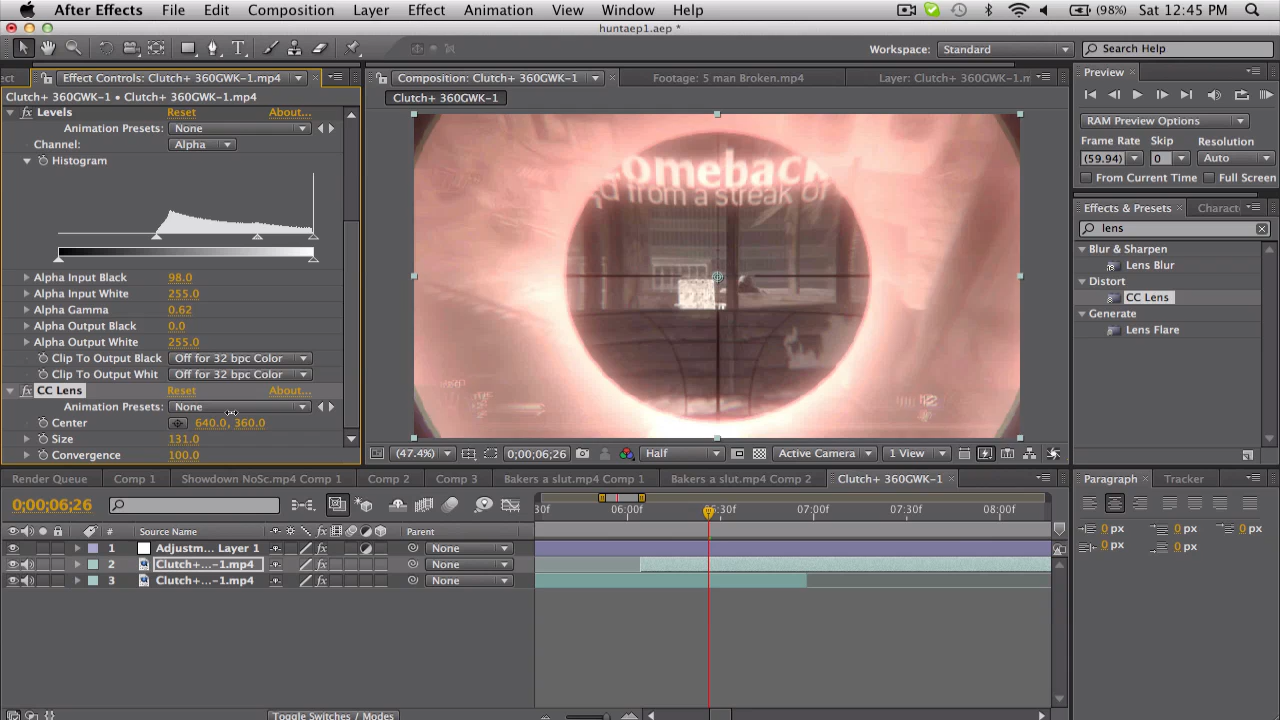 After Effects File Edit Composition Layer Effect Animation View Window Help (98%) Sat 12:45 PM
huntaep1.aep *
Workspace: Standard Search Help
ect Effect Controls: Clutch+ 360GWK-1.mp4 Composition: Clutch+ 360GWK-1 Footage: 5 man Broken.mp4 Layer: Clutch+ 360GWK-1.m Preview
Clutch+ 360GWK-1 • Clutch+ 360GWK-1.mp4 Clutch+ 360GWK-1
Levels Reset About...
Animation Presets: None
Channel: Alpha
Histogram
Alpha Input Black 98.0
Alpha Input White 255.0
Alpha Gamma 0.62
Alpha Output Black 0.0
Alpha Output White 255.0
Clip To Output Black Off for 32 bpc Color
Clip To Output Whit Off for 32 bpc Color
CC Lens Reset About...
Animation Presets: None
Center 640.0, 360.0
Size 131.0
Convergence 100.0
omeback
d from a streak of
RAM Preview Options
Frame Rate Skip Resolution
(59.94) 0 Auto
From Current Time Full Screen
Effects & Presets Charact
lens
Blur & Sharpen
Lens Blur
Distort
CC Lens
Generate
Lens Flare
(47.4%) 0;00;06;26 Half Active Camera 1 View
Render Queue Comp 1 Showdown NoSc.mp4 Comp 1 Comp 2 Comp 3 Bakers a slut.mp4 Comp 1 Bakers a slut.mp4 Comp 2 Clutch+ 360GWK-1 Paragraph Tracker
0;00;06;26
:30f 06:00f 06:30f 07:00f 07:30f 08:00f
# Source Name Parent
1 Adjustm... Layer 1 None
2 Clutch+...-1.mp4 None
3 Clutch+...-1.mp4 None
0 px 0 px 0 px
0 px 0 px
Toggle Switches / Modes